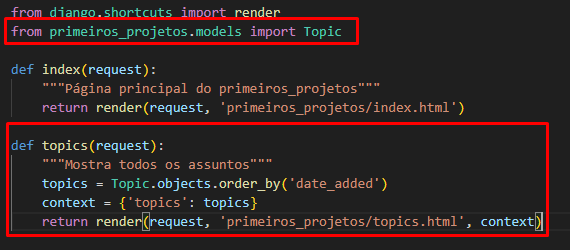 from django.shortcuts import render
from primeiros_projetos.models import Topic
def index(request):
"""Página principal do primeiros_projetos"""
return render(request, 'primeiros_projetos/index.html')
def topics(request):
"""Mostra todos os assuntos"""
topics = Topic.objects.order_by('date_added')
context = {'topics': topics}
return render(request, 'primeiros_projetos/topics.html', context)